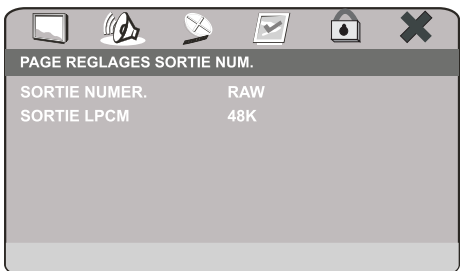 PAGE REGLAGES SORTIE NUM.
SORTIE NUMER. RAW
SORTIE LPCM 48K